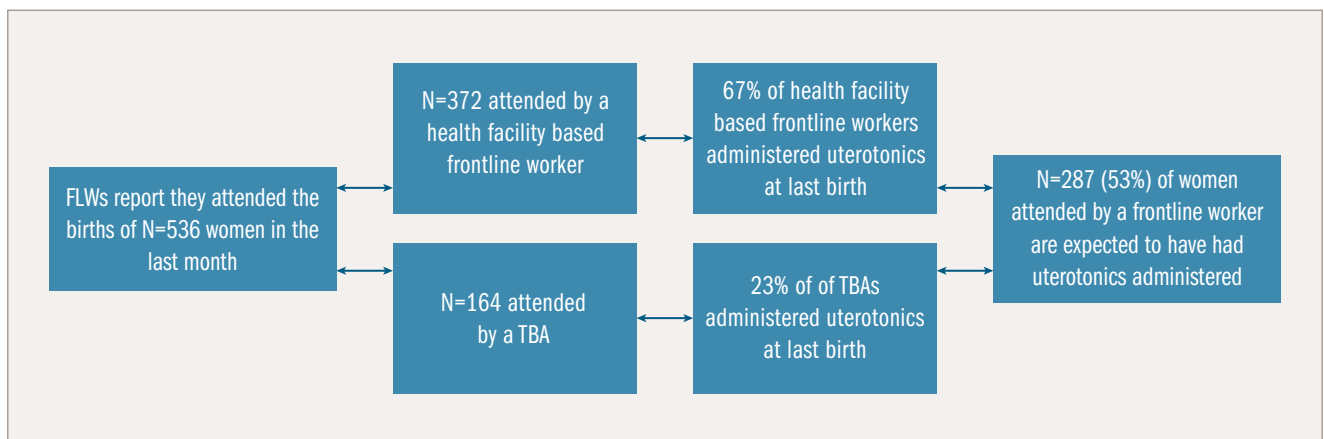 FLWs report they attended the
births of N=536 women in the
last month
N=372 attended by a
health facility based
frontline worker
N=164 attended
by a TBA
67% of health facility
based frontline workers
administered uterotonics
at last birth
23% of of TBAs
administered uterotonics
at last birth
N=287 (53%) of women
attended by a frontline worker
are expected to have had
uterotonics administered